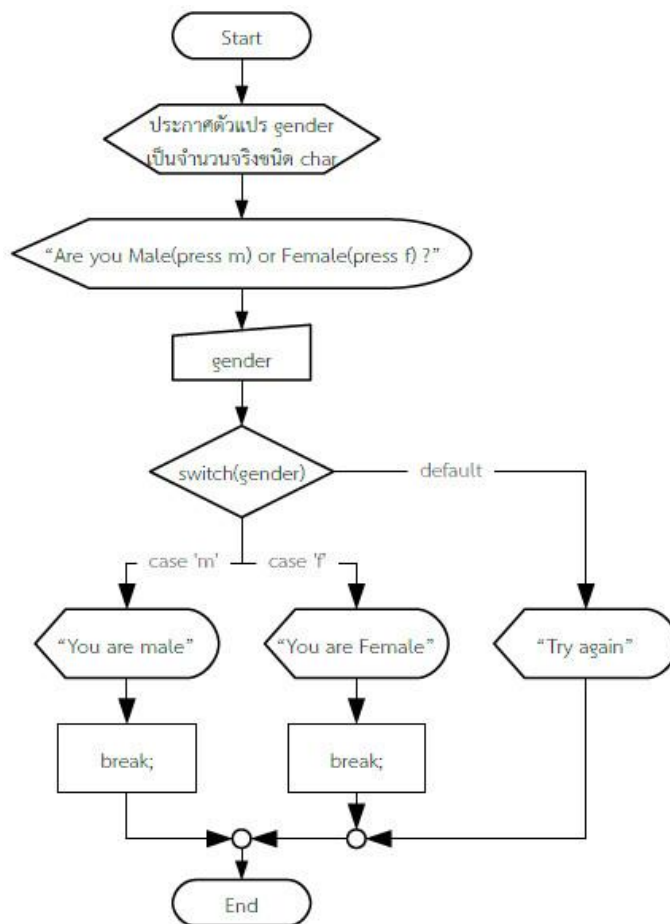 Start
ประกาศตัวแปร gender
เป็นจำนวนจริงชนิด char
“Are you Male(press m) or Female(press f) ?”
gender
switch(gender)
default
case 'm'
case 'f'
“You are male”
“You are Female”
“Try again”
break;
break;
End